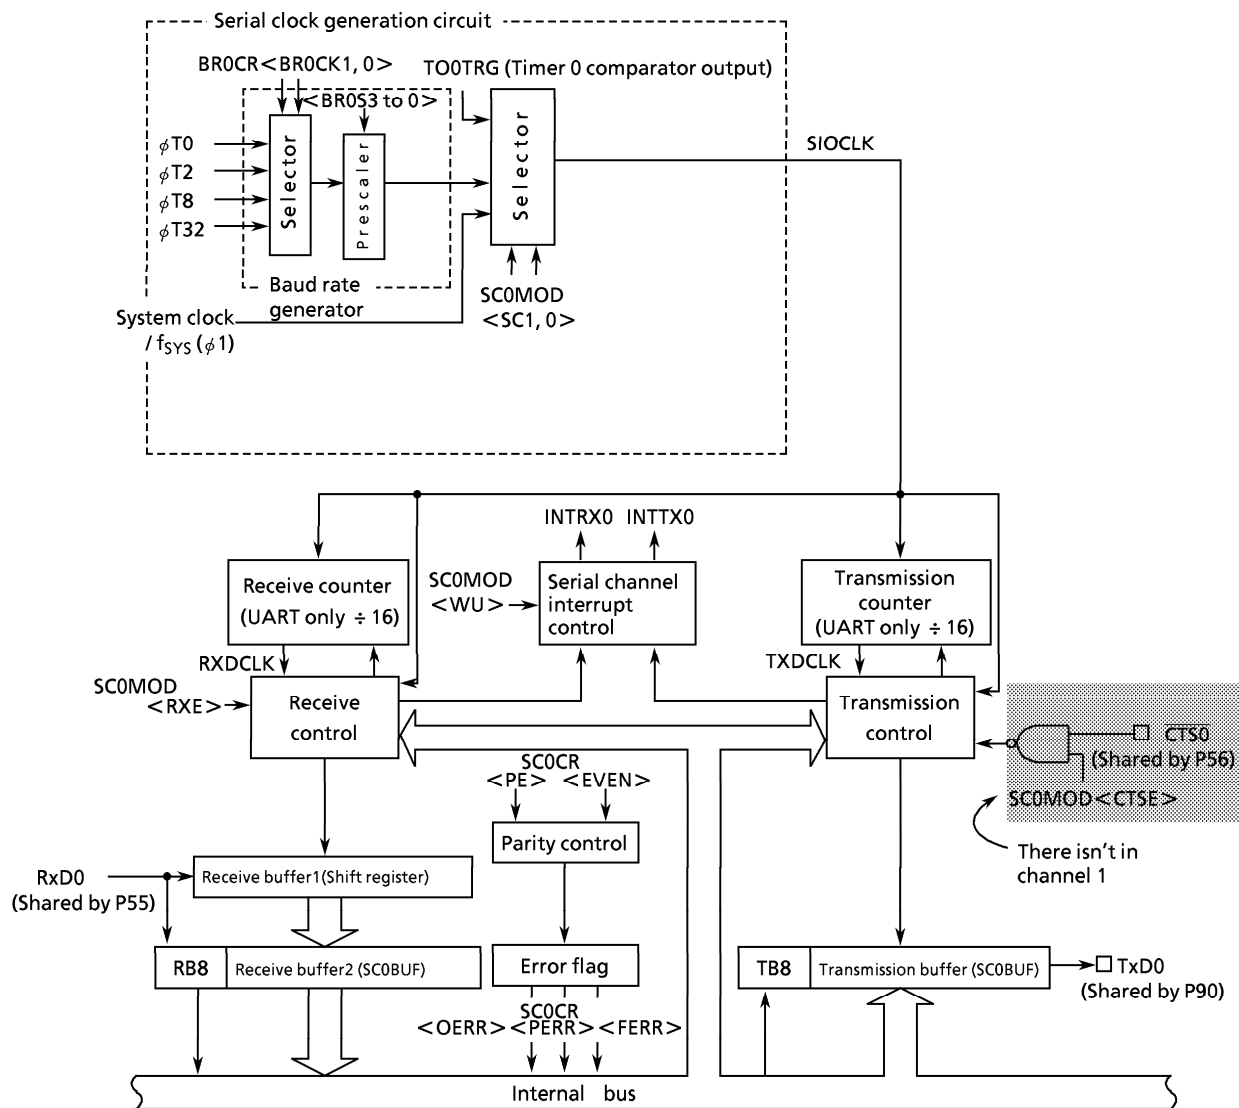 Serial clock generation circuit
BR0CR<BR0CK1, 0>
TO0TRG (Timer 0 comparator output)
<BR0S3 to 0>
φT0
φT2
φT8
φT32
Selector
Prescaler
Selector
SIOCLK
Baud rate
generator
SC0MOD
<SC1, 0>
System clock
/ fSYS (φ1)
INTRX0 INTTX0
Receive counter
(UART only ÷ 16)
SC0MOD
<WU>
Serial channel
interrupt
control
Transmission
counter
(UART only ÷ 16)
RXDCLK
TXDCLK
SC0MOD
<RXE>
Receive
control
Transmission
control
CTS0
(Shared by P56)
SC0MOD<CTSE>
SC0CR
<PE> <EVEN>
Parity control
There isn't in
channel 1
RxD0
(Shared by P55)
Receive buffer1(Shift register)
RB8
Receive buffer2 (SC0BUF)
Error flag
TB8
Transmission buffer (SC0BUF)
TxD0
(Shared by P90)
SC0CR
<OERR> <PERR> <FERR>
Internal bus